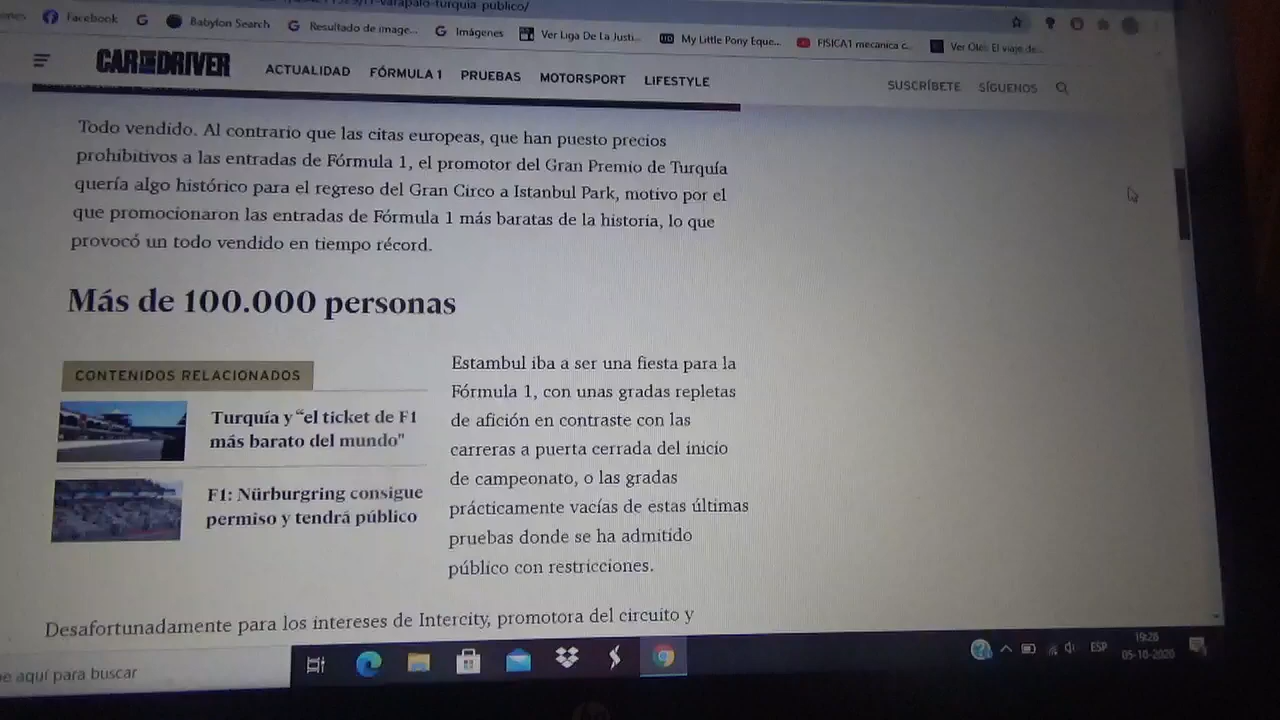 varapalo-turquia-publico/
Facebook
Babylon Search
Resultado de image...
Imágenes
Ver Liga De La Justi...
My Little Pony Eque...
FISICA1 mecanica c...
CAR AND DRIVER
ACTUALIDAD FÓRMULA 1 PRUEBAS MOTORSPORT LIFESTYLE
SUSCRÍBETE SÍGUENOS
Todo vendido. Al contrario que las citas europeas, que han puesto precios
prohibitivos a las entradas de Fórmula 1, el promotor del Gran Premio de Turquía
quería algo histórico para el regreso del Gran Circo a Istanbul Park, motivo por el
que promocionaron las entradas de Fórmula 1 más baratas de la historia, lo que
provocó un todo vendido en tiempo récord.
Más de 100.000 personas
CONTENIDOS RELACIONADOS
Turquía y “el ticket de F1
más barato del mundo"
F1: Nürburgring consigue
permiso y tendrá público
Estambul iba a ser una fiesta para la
Fórmula 1, con unas gradas repletas
de afición en contraste con las
carreras a puerta cerrada del inicio
de campeonato, o las gradas
prácticamente vacías de estas últimas
pruebas donde se ha admitido
público con restricciones.
Desafortunadamente para los intereses de Intercity, promotora del circuito y
aquí para buscar
ESP
19:26
05-10-2020